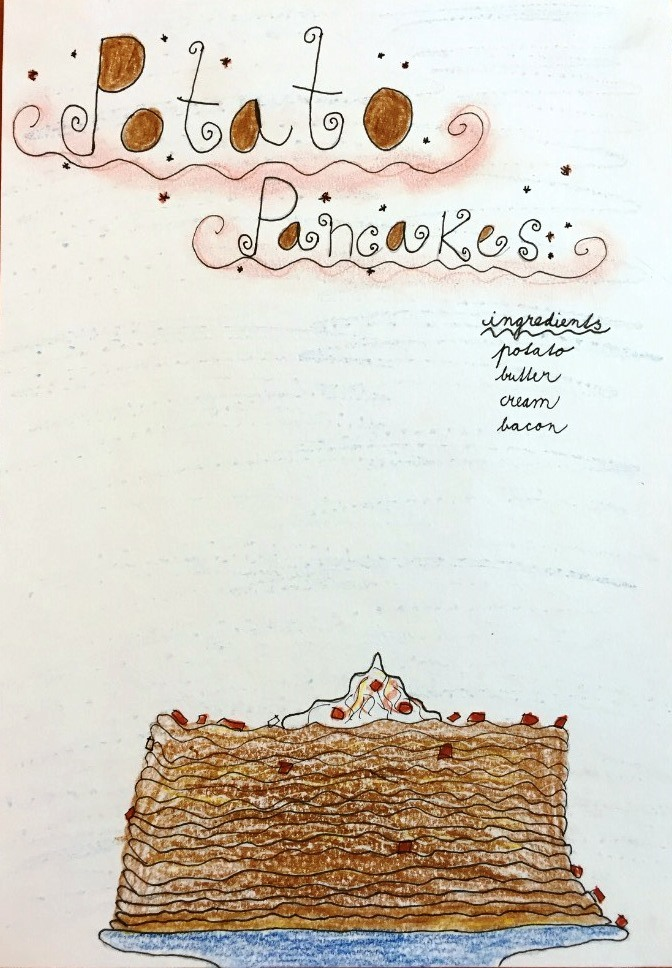 Potato
Pancakes
ingredients
potato
butter
cream
bacon